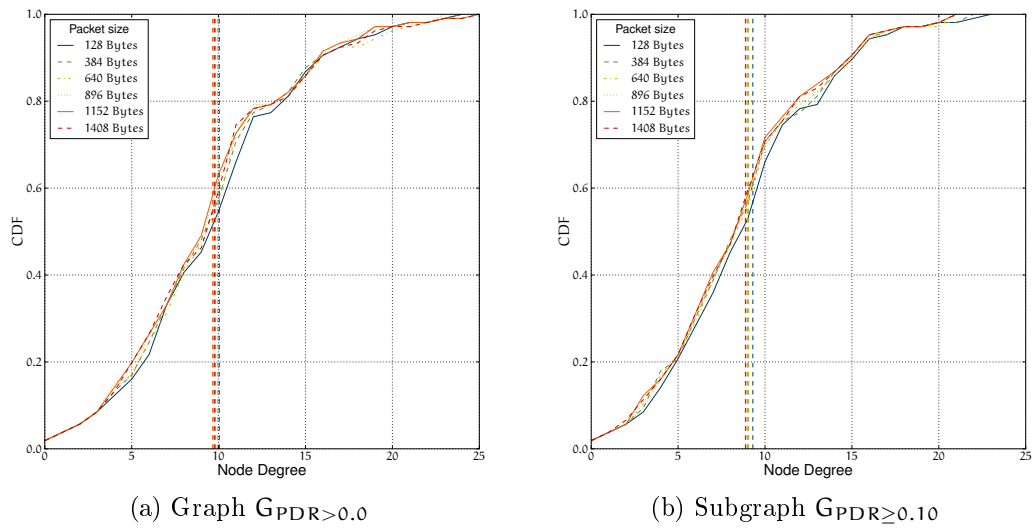 Packet size
128 Bytes
384 Bytes
640 Bytes
896 Bytes
1152 Bytes
1408 Bytes
CDF
1.0
0.8
0.6
0.4
0.2
0.0
0 5 10 15 20 25
Node Degree
(a) Graph G_PDR>0.0
Packet size
128 Bytes
384 Bytes
640 Bytes
896 Bytes
1152 Bytes
1408 Bytes
CDF
1.0
0.8
0.6
0.4
0.2
0.0
0 5 10 15 20 25
Node Degree
(b) Subgraph G_PDR≥0.10